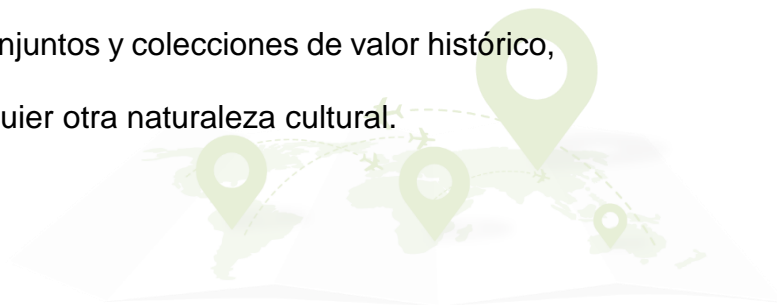 njuntos y colecciones de valor histórico,
uier otra naturaleza cultural.